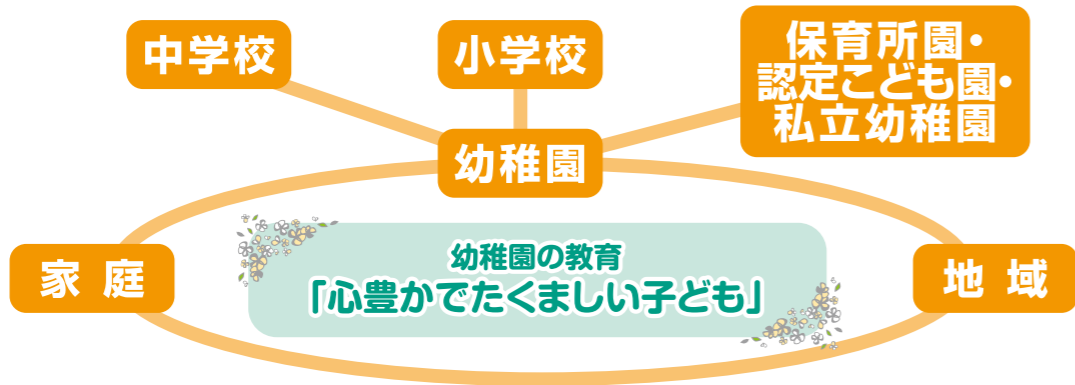 中学校
小学校
保育所園・
認定こども園・
私立幼稚園
幼稚園
家 庭
幼稚園の教育
「心豊かでたくましい子ども」
地 域